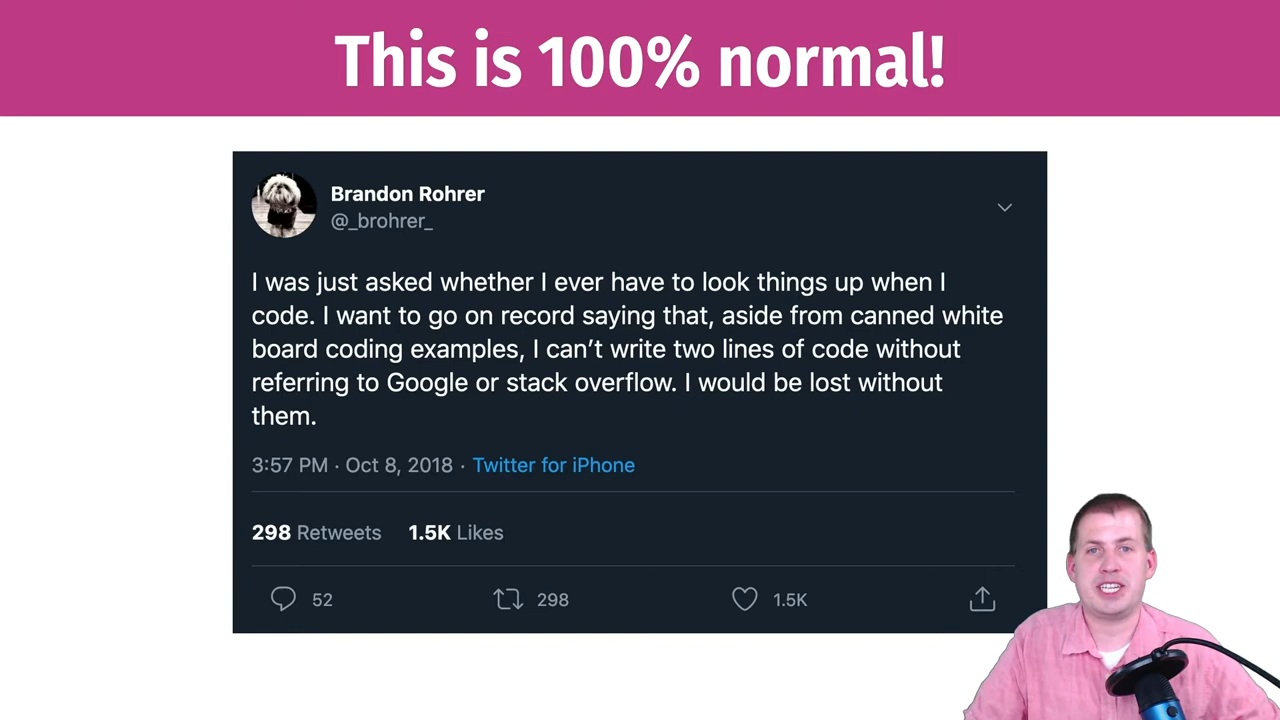 This is 100% normal!
Brandon Rohrer
@_brohrer_
I was just asked whether I ever have to look things up when I
code. I want to go on record saying that, aside from canned white
board coding examples, I can’t write two lines of code without
referring to Google or stack overflow. I would be lost without
them.
3:57 PM · Oct 8, 2018 · Twitter for iPhone
298 Retweets 1.5K Likes
52 298 1.5K